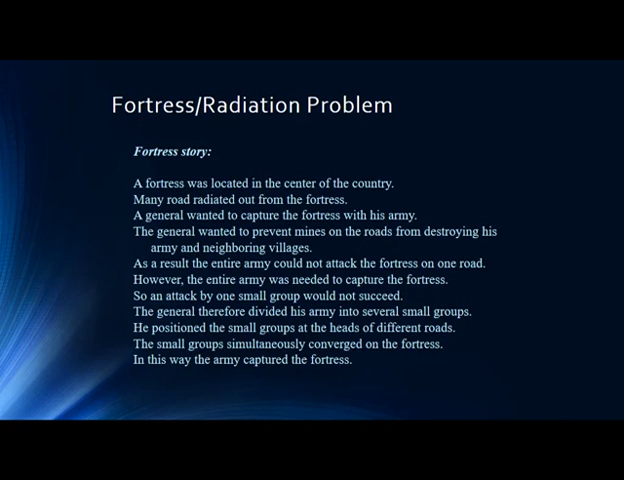 Fortress/Radiation Problem
Fortress story:
A fortress was located in the center of the country.
Many road radiated out from the fortress.
A general wanted to capture the fortress with his army.
The general wanted to prevent mines on the roads from destroying his
army and neighboring villages.
As a result the entire army could not attack the fortress on one road.
However, the entire army was needed to capture the fortress.
So an attack by one small group would not succeed.
The general therefore divided his army into several small groups.
He positioned the small groups at the heads of different roads.
The small groups simultaneously converged on the fortress.
In this way the army captured the fortress.